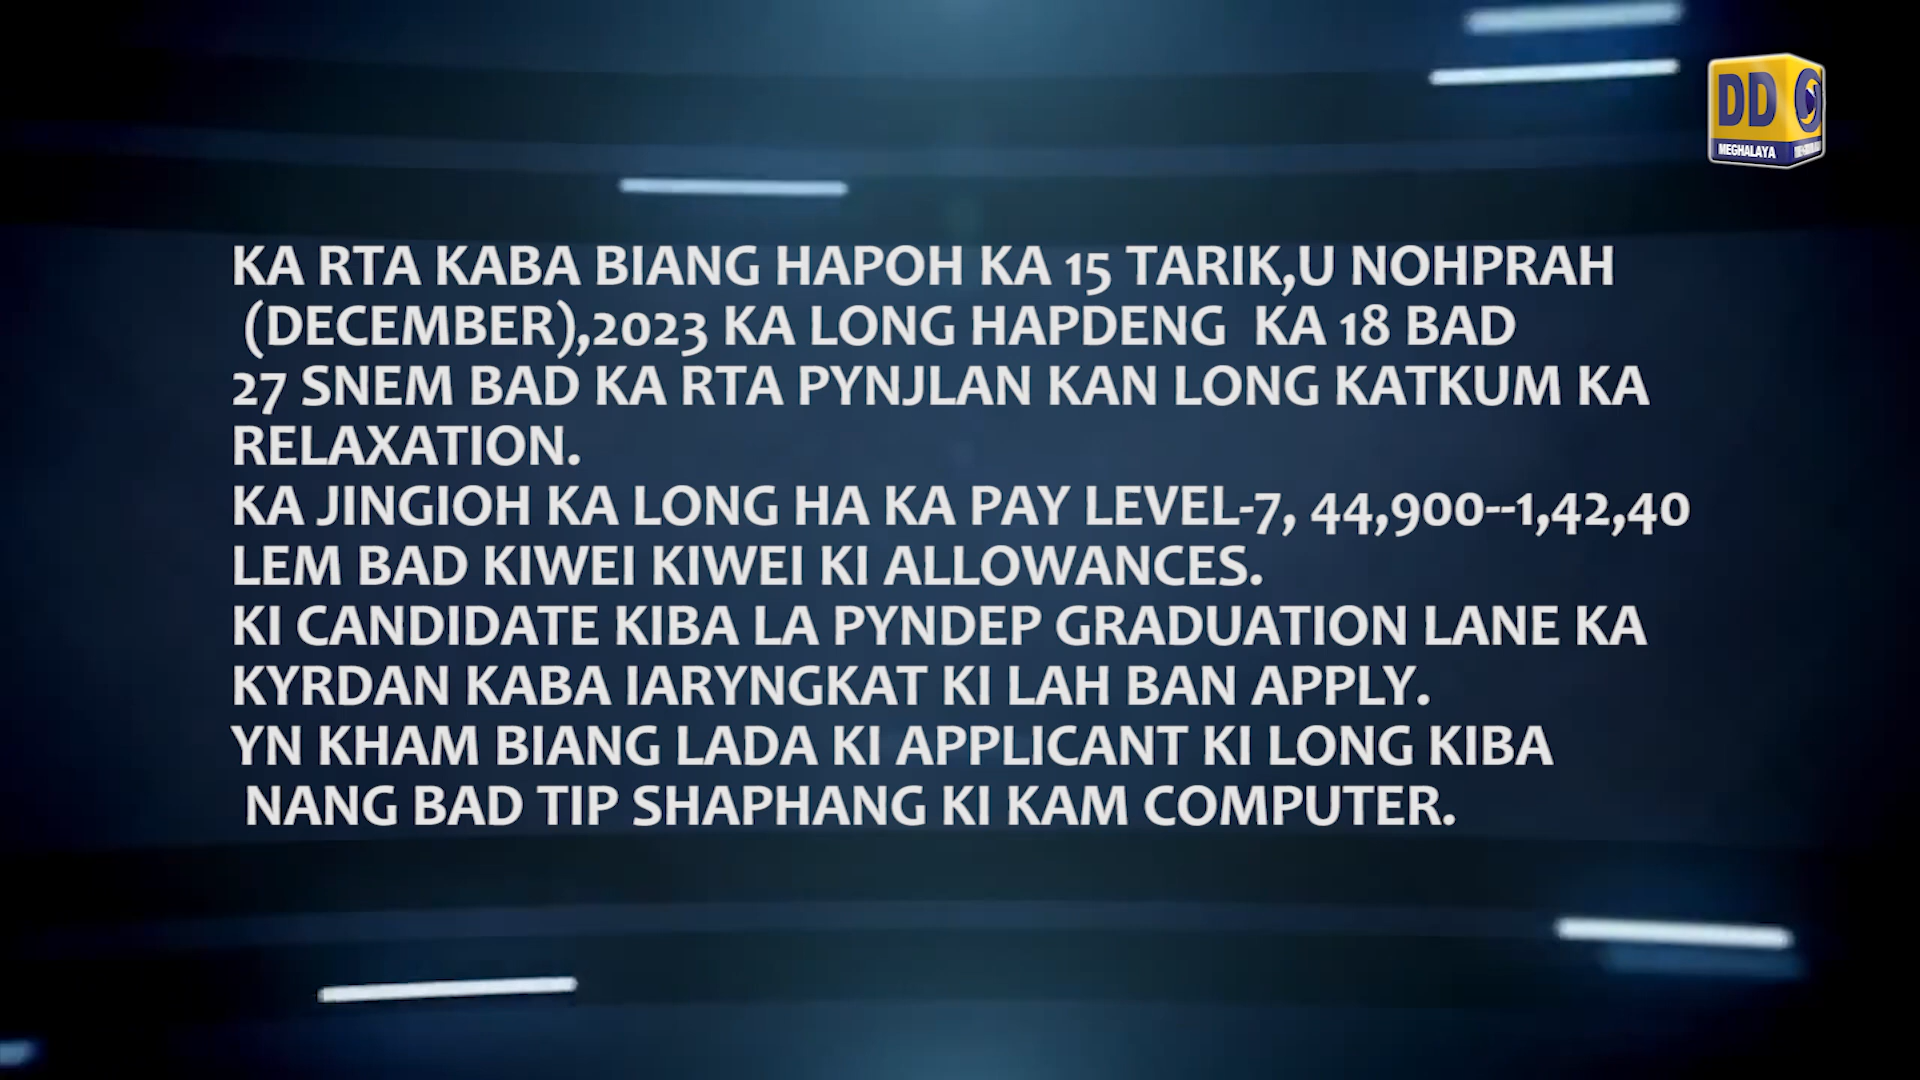 DD
MEGHALAYA
KA RTA KABA BIANG HAPOH KA 15 TARIK,U NOHPRAH
(DECEMBER),2023 KA LONG HAPDENG KA 18 BAD
27 SNEM BAD KA RTA PYNJLAN KAN LONG KATKUM KA
RELAXATION.
KA JINGIOH KA LONG HA KA PAY LEVEL-7, 44,900--1,42,40
LEM BAD KIWEI KIWEI KI ALLOWANCES.
KI CANDIDATE KIBA LA PYNDEP GRADUATION LANE KA
KYRDAN KABA IARYNGKAT KI LAH BAN APPLY.
YN KHAM BIANG LADA KI APPLICANT KI LONG KIBA
NANG BAD TIP SHAPHANG KI KAM COMPUTER.